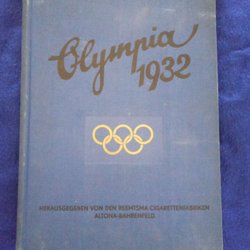 Olympia
1932
HERAUSGEGEBEN VON DEN REEMTSMA CIGARETTENFABRIKEN
ALTONA-BAHRENFELD